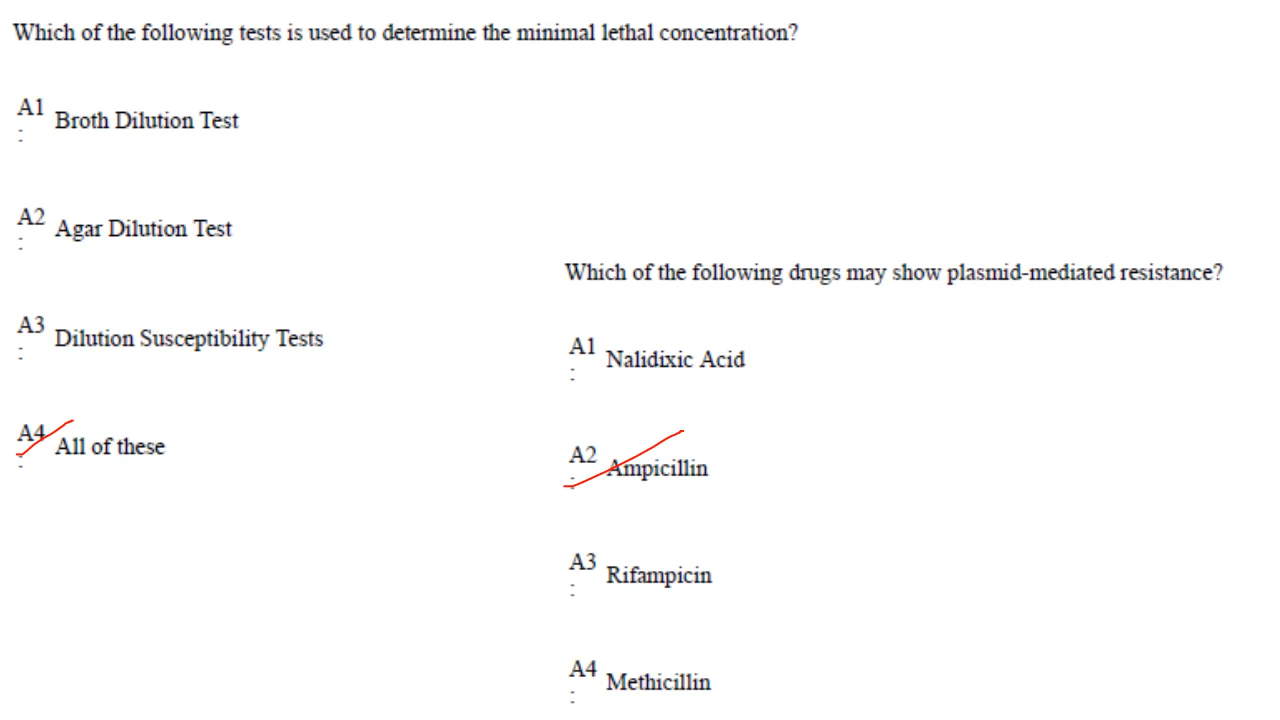 Which of the following tests is used to determine the minimal lethal concentration?
A1
: Broth Dilution Test
A2
: Agar Dilution Test
A3
: Dilution Susceptibility Tests
A4
: All of these
Which of the following drugs may show plasmid-mediated resistance?
A1
: Nalidixic Acid
A2
: Ampicillin
A3
: Rifampicin
A4
: Methicillin